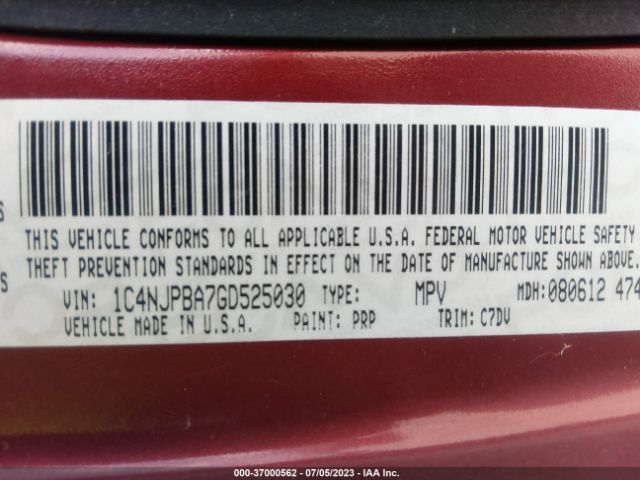 THIS VEHICLE CONFORMS TO ALL APPLICABLE U.S.A. FEDERAL MOTOR VEHICLE SAFETY
THEFT PREVENTION STANDARDS IN EFFECT ON THE DATE OF MANUFACTURE SHOWN ABOVE.
VIN: 1C4NJPBA7GD525030 TYPE: MPV MDH: 080612 474
VEHICLE MADE IN U.S.A. PAINT: PRP TRIM: C7DV
000-37000562 / 07/05/2023 - IAA Inc.